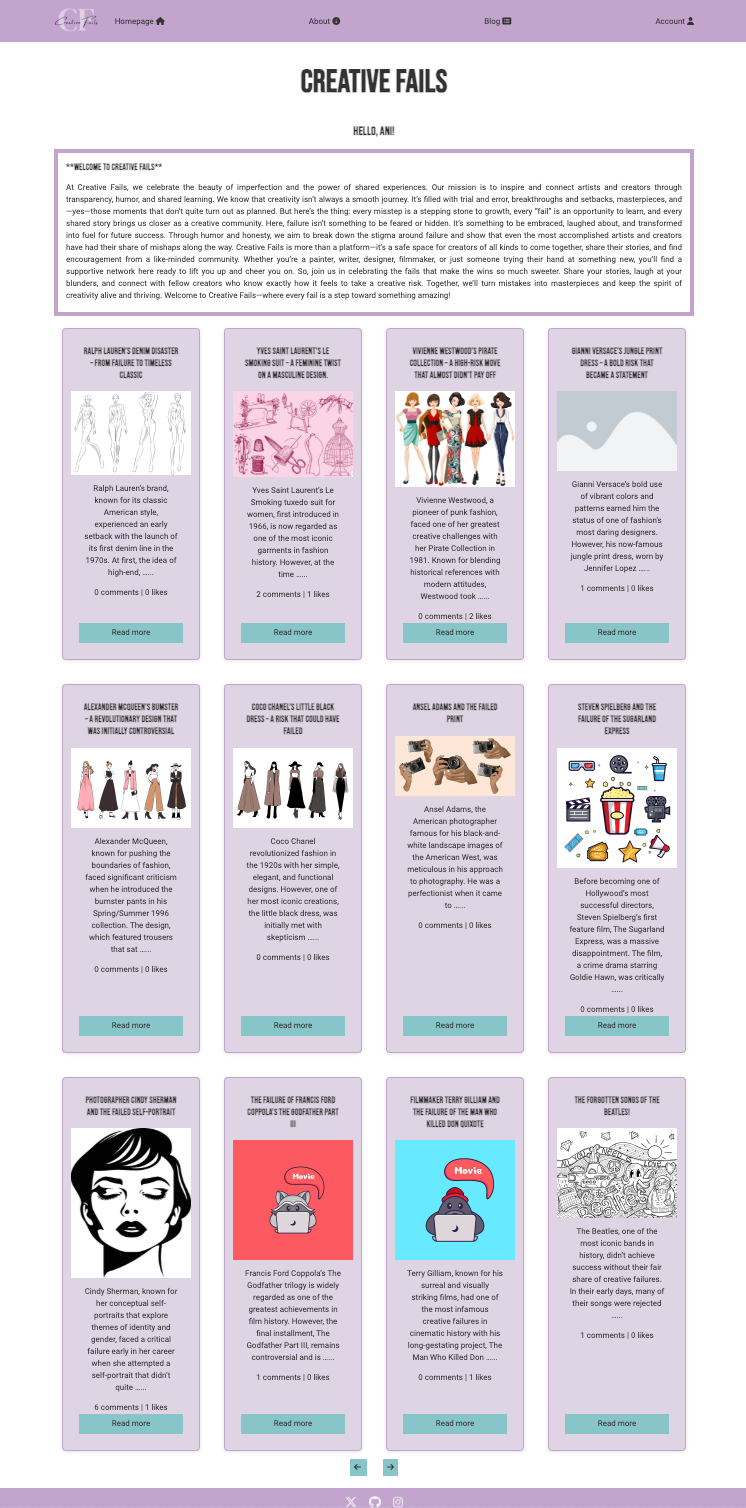 CF
Creative Fails
Homepage
About
Blog
Account
CREATIVE FAILS
HELLO, ANI!
**WELCOME TO CREATIVE FAILS**
At Creative Fails, we celebrate the beauty of imperfection and the power of shared experiences. Our mission is to inspire and connect artists and creators through
transparency, humor, and shared learning. We know that creativity isn't always a smooth journey. It's filled with trial and error, breakthroughs and setbacks, masterpieces, and
—yes—those moments that don't quite turn out as planned. But here's the thing: every misstep is a stepping stone to growth, every “fail” is an opportunity to learn, and every
shared story brings us closer as a creative community. Here, failure isn't something to be feared or hidden. It's something to be embraced, laughed about, and transformed
into fuel for future success. Through humor and honesty, we aim to break down the stigma around failure and show that even the most accomplished artists and creators
have had their share of mishaps along the way. Creative Fails is more than a platform—it's a safe space for creators of all kinds to come together, share their stories, and find
encouragement from a like-minded community. Whether you're a painter, writer, designer, filmmaker, or just someone trying their hand at something new, you'll find a
supportive network here ready to lift you up and cheer you on. So, join us in celebrating the fails that make the wins so much sweeter. Share your stories, laugh at your
blunders, and connect with fellow creators who know exactly how it feels to take a creative risk. Together, we'll turn mistakes into masterpieces and keep the spirit of
creativity alive and thriving. Welcome to Creative Fails—where every fail is a step toward something amazing!
RALPH LAUREN'S DENIM DISASTER
– FROM FAILURE TO TIMELESS
CLASSIC
Ralph Lauren's brand,
known for its classic
American style,
experienced an early
setback with the launch of
its first denim line in the
1970s. At first, the idea of
high-end, ......
0 comments | 0 likes
Read more
YVES SAINT LAURENT'S LE
SMOKING SUIT – A FEMININE TWIST
ON A MASCULINE DESIGN.
Yves Saint Laurent's Le
Smoking tuxedo suit for
women, first introduced in
1966, is now regarded as
one of the most iconic
garments in fashion
history. However, at the
time ......
2 comments | 1 likes
Read more
VIVIENNE WESTWOOD'S PIRATE
COLLECTION – A HIGH-RISK MOVE
THAT ALMOST DIDN'T PAY OFF
Vivienne Westwood, a
pioneer of punk fashion,
faced one of her greatest
creative challenges with
her Pirate Collection in
1981. Known for blending
historical references with
modern attitudes,
Westwood took ......
0 comments | 2 likes
Read more
GIANNI VERSACE'S JUNGLE PRINT
DRESS – A BOLD RISK THAT
BECAME A STATEMENT
Gianni Versace's bold use
of vibrant colors and
patterns earned him the
status of one of fashion's
most daring designers.
However, his now-famous
jungle print dress, worn by
Jennifer Lopez ......
1 comments | 0 likes
Read more
ALEXANDER MCQUEEN'S BUMSTER
– A REVOLUTIONARY DESIGN THAT
WAS INITIALLY CONTROVERSIAL
Alexander McQueen,
known for pushing the
boundaries of fashion,
faced significant criticism
when he introduced the
bumster pants in his
Spring/Summer 1996
collection. The design,
which featured trousers
that sat ......
0 comments | 0 likes
Read more
COCO CHANEL'S LITTLE BLACK
DRESS – A RISK THAT COULD HAVE
FAILED
Coco Chanel
revolutionized fashion in
the 1920s with her simple,
elegant, and functional
designs. However, one of
her most iconic creations,
the little black dress, was
initially met with
skepticism ......
0 comments | 0 likes
Read more
ANSEL ADAMS AND THE FAILED
PRINT
Ansel Adams, the
American photographer
famous for his black-and-
white landscape images of
the American West, was
meticulous in his approach
to photography. He was a
perfectionist when it came
to ......
0 comments | 0 likes
Read more
STEVEN SPIELBERG AND THE
FAILURE OF THE SUGARLAND
EXPRESS
Before becoming one of
Hollywood's most
successful directors,
Steven Spielberg's first
feature film, The Sugarland
Express, was a massive
disappointment. The film,
a crime drama starring
Goldie Hawn, was critically
......
0 comments | 0 likes
Read more
PHOTOGRAPHER CINDY SHERMAN
AND THE FAILED SELF-PORTRAIT
Cindy Sherman, known for
her conceptual self-
portraits that explore
themes of identity and
gender, faced a critical
failure early in her career
when she attempted a
self-portrait that didn't
quite ......
6 comments | 1 likes
Read more
THE FAILURE OF FRANCIS FORD
COPPOLA'S THE GODFATHER PART
III
Movie
Francis Ford Coppola's The
Godfather trilogy is widely
regarded as one of the
greatest achievements in
film history. However, the
final installment, The
Godfather Part III, remains
controversial and is ......
1 comments | 0 likes
Read more
FILMMAKER TERRY GILLIAM AND
THE FAILURE OF THE MAN WHO
KILLED DON QUIXOTE
Movie
Terry Gilliam, known for his
surreal and visually
striking films, had one of
the most infamous
creative failures in
cinematic history with his
long-gestating project, The
Man Who Killed Don ......
0 comments | 1 likes
Read more
THE FORGOTTEN SONGS OF THE
BEATLES!
ALL YOU NEED IS LOVE
The Beatles, one of the
most iconic bands in
history, didn't achieve
success without their fair
share of creative failures.
In their early days, many of
their songs were rejected
......
1 comments | 0 likes
Read more